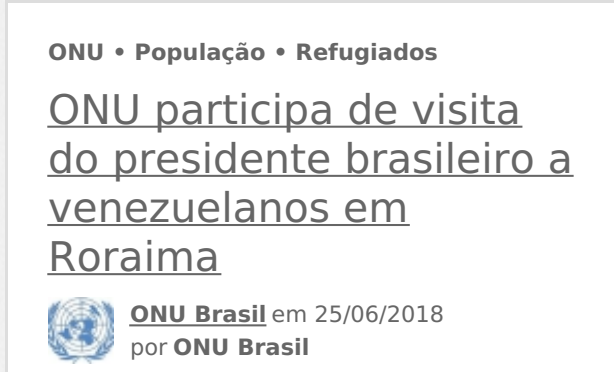 ONU • População • Refugiados
ONU participa de visita
do presidente brasileiro a
venezuelanos em
Roraima
ONU Brasil em 25/06/2018
por ONU Brasil